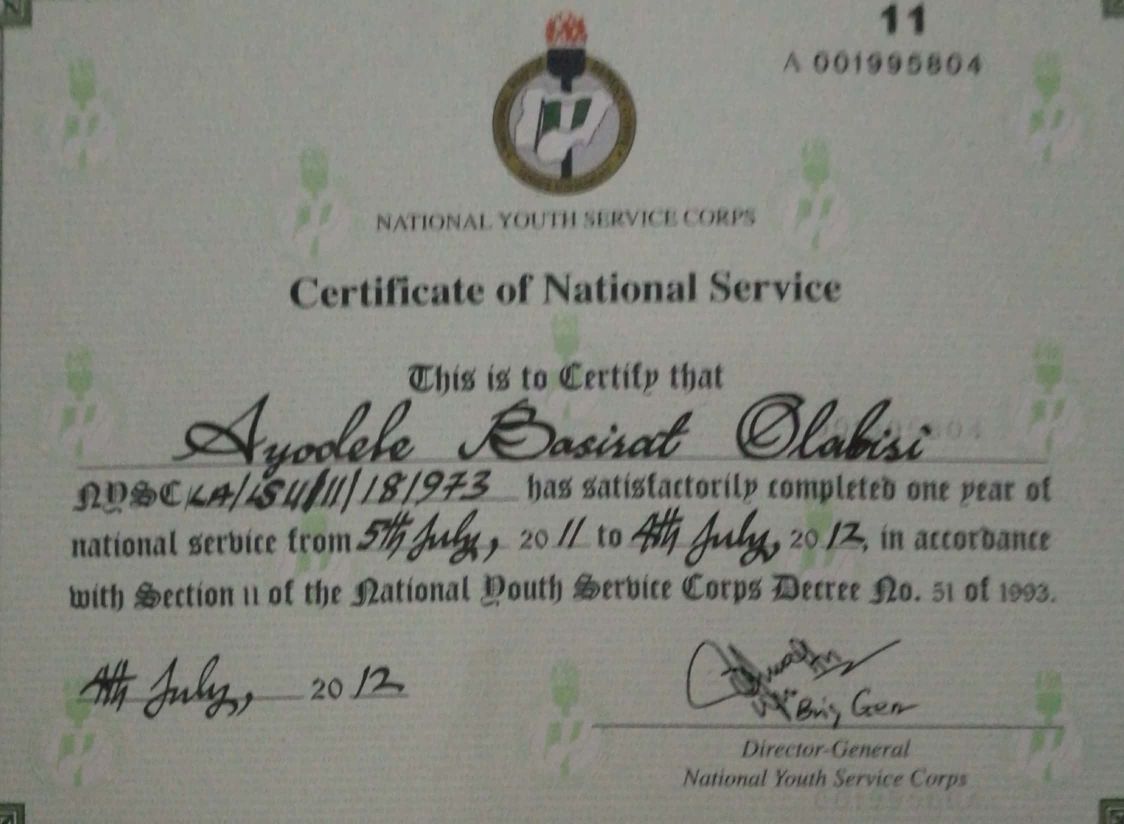 11
A 001995804
NATIONAL YOUTH SERVICE CORPS
Certificate of National Service
This is to Certify that
Ayodele Basirat Olabisi
NYSC LA/LSU/11/18/973 has satisfactorily completed one year of
national service from 5th July, 2011 to 4th July, 2012, in accordance
with Section 11 of the National Youth Service Corps Decree No. 51 of 1993.
4th July, 2012
Brig Gen
Director-General
National Youth Service Corps